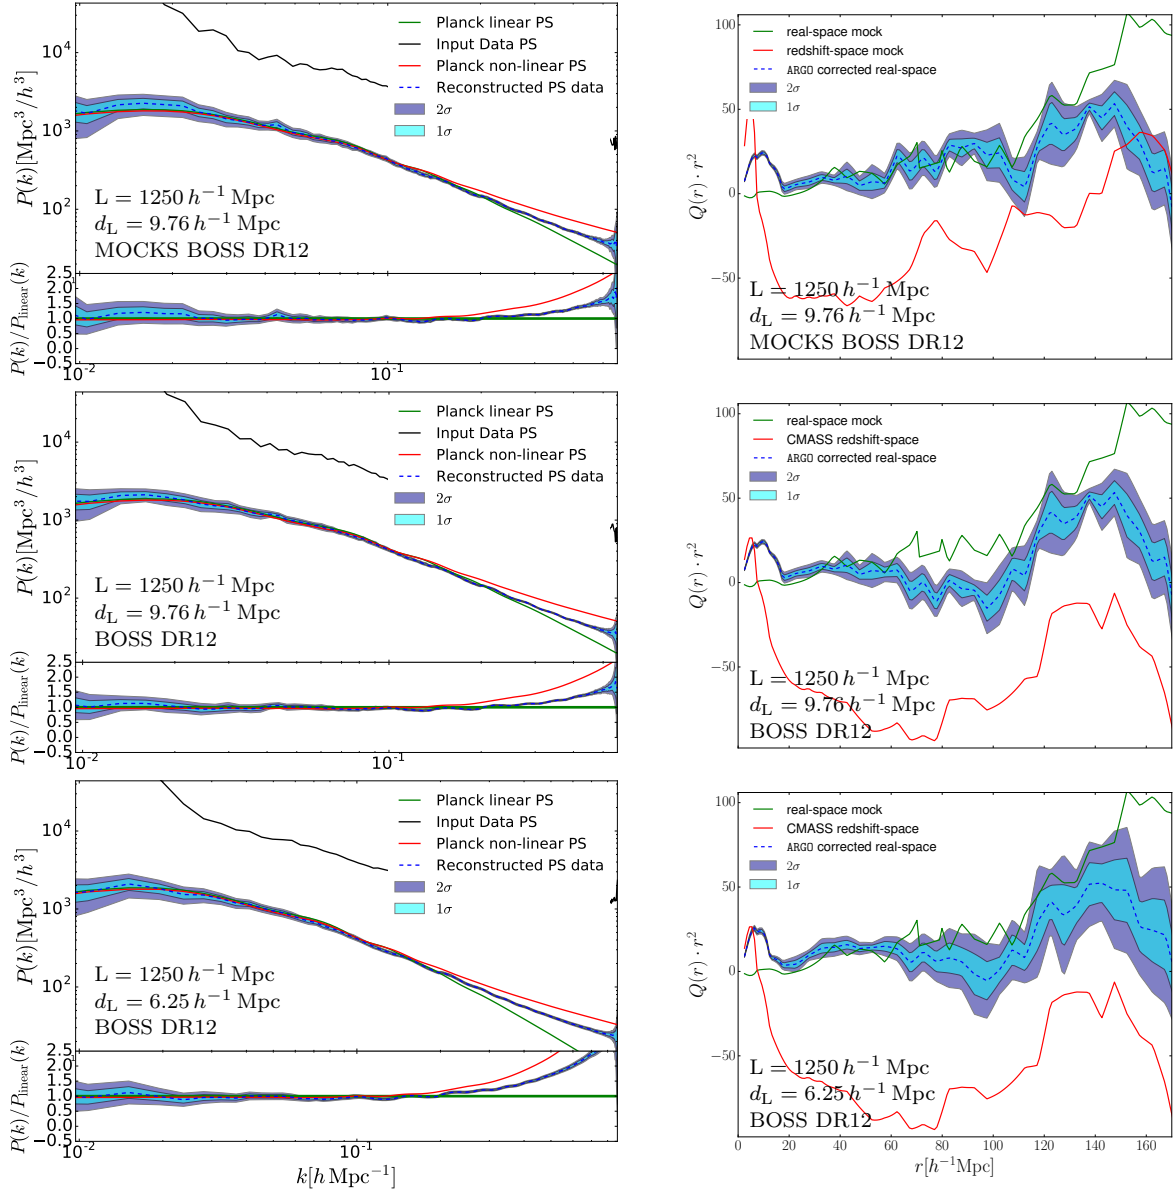 P(k)[Mpc³/h³]
10⁴
10³
10²
Planck linear PS
Input Data PS
Planck non-linear PS
Reconstructed PS data
2σ
1σ
L = 1250 h⁻¹ Mpc
d_L = 9.76 h⁻¹ Mpc
MOCKS BOSS DR12
P(k)/P_linear(k)
2.5
2.0
1.5
1.0
0.5
0.0
−0.5
10⁻²
10⁻¹
Q(r) · r²
100
50
0
−50
real-space mock
redshift-space mock
ARGO corrected real-space
2σ
1σ
L = 1250 h⁻¹ Mpc
d_L = 9.76 h⁻¹ Mpc
MOCKS BOSS DR12
P(k)[Mpc³/h³]
10⁴
10³
10²
Planck linear PS
Input Data PS
Planck non-linear PS
Reconstructed PS data
2σ
1σ
L = 1250 h⁻¹ Mpc
d_L = 9.76 h⁻¹ Mpc
BOSS DR12
P(k)/P_linear(k)
2.5
2.0
1.5
1.0
0.5
0.0
−0.5
10⁻²
10⁻¹
Q(r) · r²
100
50
0
−50
real-space mock
CMASS redshift-space
ARGO corrected real-space
2σ
1σ
L = 1250 h⁻¹ Mpc
d_L = 9.76 h⁻¹ Mpc
BOSS DR12
P(k)[Mpc³/h³]
10⁴
10³
10²
Planck linear PS
Input Data PS
Planck non-linear PS
Reconstructed PS data
2σ
1σ
L = 1250 h⁻¹ Mpc
d_L = 6.25 h⁻¹ Mpc
BOSS DR12
P(k)/P_linear(k)
2.5
2.0
1.5
1.0
0.5
0.0
−0.5
10⁻²
10⁻¹
k[h Mpc⁻¹]
Q(r) · r²
100
50
0
−50
real-space mock
CMASS redshift-space
ARGO corrected real-space
2σ
1σ
L = 1250 h⁻¹ Mpc
d_L = 6.25 h⁻¹ Mpc
BOSS DR12
0 20 40 60 80 100 120 140 160
r[h⁻¹Mpc]